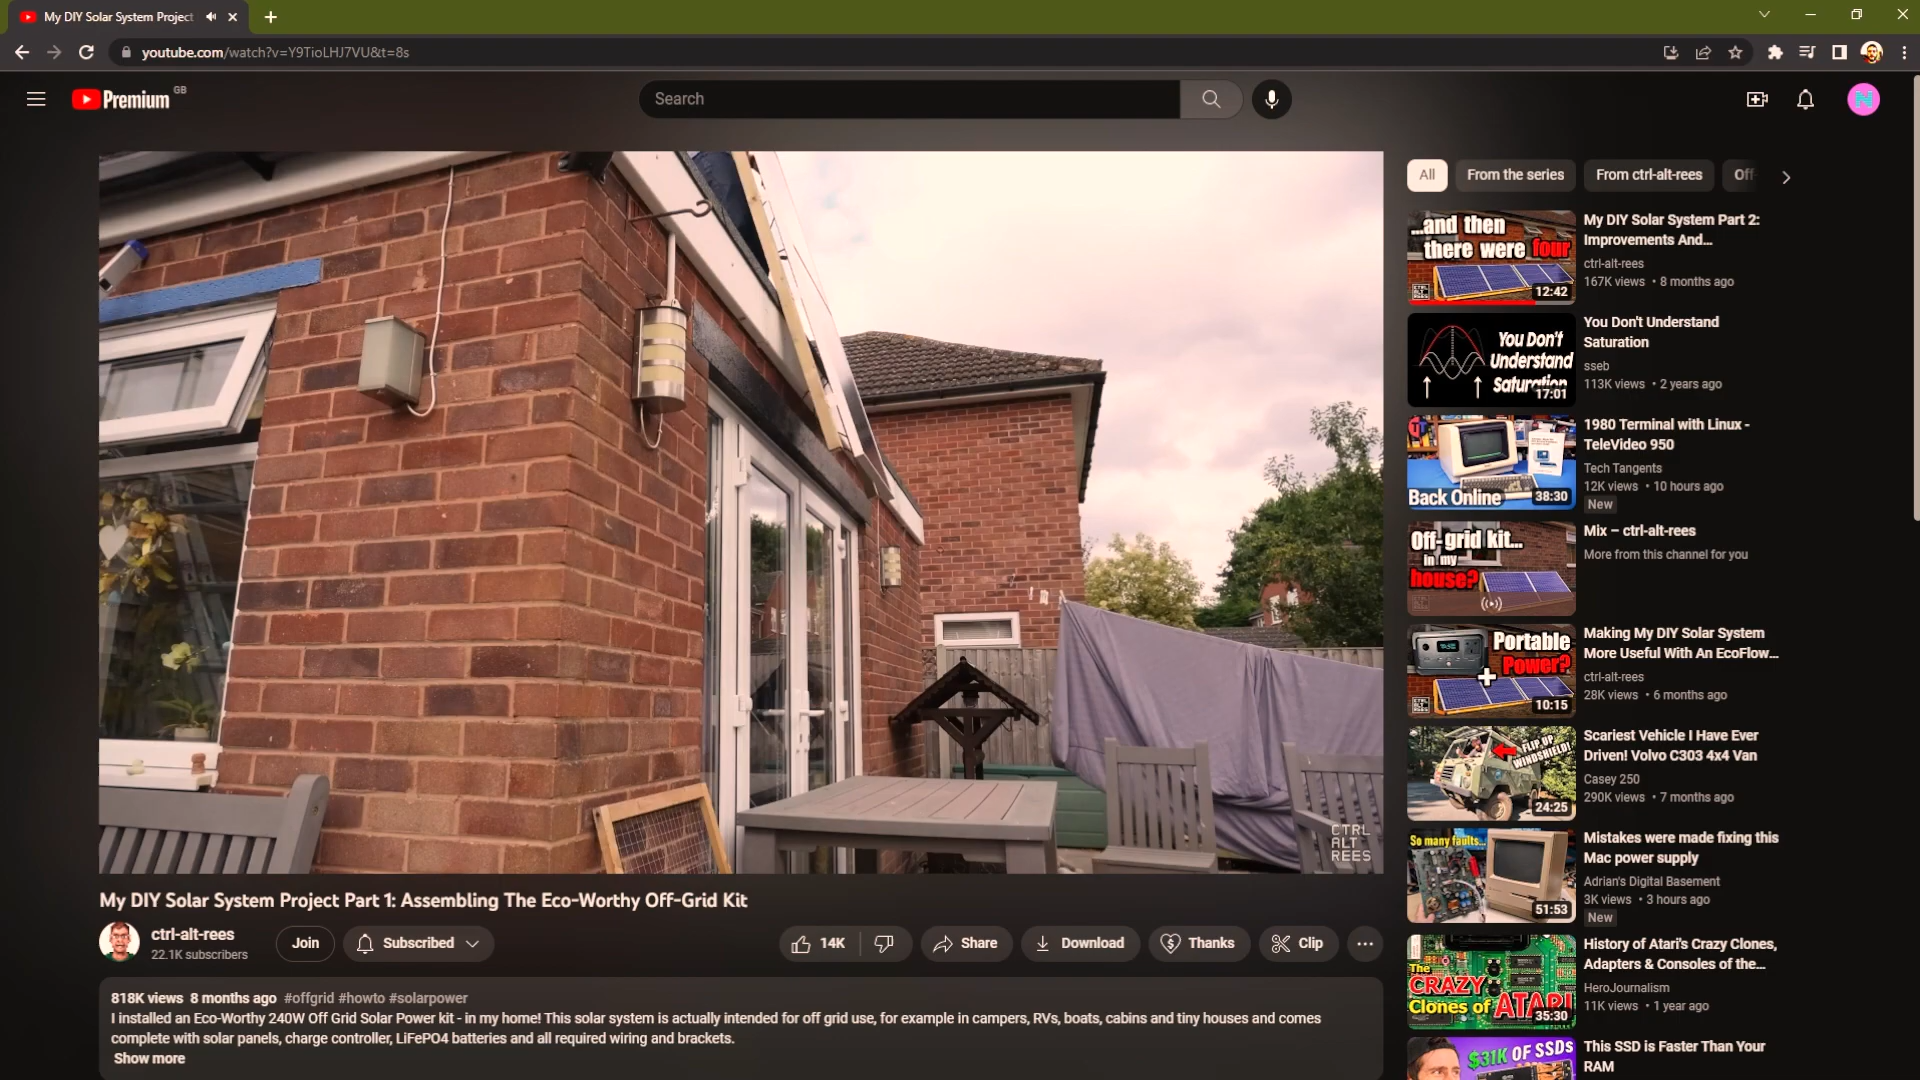 My DIY Solar System Project
youtube.com/watch?v=Y9TioLHJ7VU&t=8s
Premium GB
Search
N
CTRL
ALT
REES
My DIY Solar System Project Part 1: Assembling The Eco-Worthy Off-Grid Kit
ctrl-alt-rees
22.1K subscribers
Join
Subscribed
14K
Share
Download
Thanks
Clip
818K views 8 months ago #offgrid #howto #solarpower
I installed an Eco-Worthy 240W Off Grid Solar Power kit - in my home! This solar system is actually intended for off grid use, for example in campers, RVs, boats, cabins and tiny houses and comes
complete with solar panels, charge controller, LiFePO4 batteries and all required wiring and brackets.
Show more
All
From the series
From ctrl-alt-rees
Off-
...and then
there were four
CTRL
ALT
REES
12:42
My DIY Solar System Part 2:
Improvements And...
ctrl-alt-rees
167K views • 8 months ago
You Don't
Understand
Saturation
17:01
You Don't Understand
Saturation
sseb
113K views • 2 years ago
Back Online
38:30
1980 Terminal with Linux -
TeleVideo 950
Tech Tangents
12K views • 10 hours ago
New
Off-grid kit...
in my
house?
Mix – ctrl-alt-rees
More from this channel for you
Portable
Power?
+
CTRL
ALT
REES
10:15
Making My DIY Solar System
More Useful With An EcoFlow...
ctrl-alt-rees
28K views • 6 months ago
FLIP UP
WINDSHIELD!
24:25
Scariest Vehicle I Have Ever
Driven! Volvo C303 4x4 Van
Casey 250
290K views • 7 months ago
So many faults...
51:53
Mistakes were made fixing this
Mac power supply
Adrian's Digital Basement
3K views • 3 hours ago
New
The
CRAZY
Clones of ATARI
35:30
History of Atari's Crazy Clones,
Adapters & Consoles of the...
HeroJournalism
11K views • 1 year ago
$31K OF SSDs
This SSD is Faster Than Your
RAM